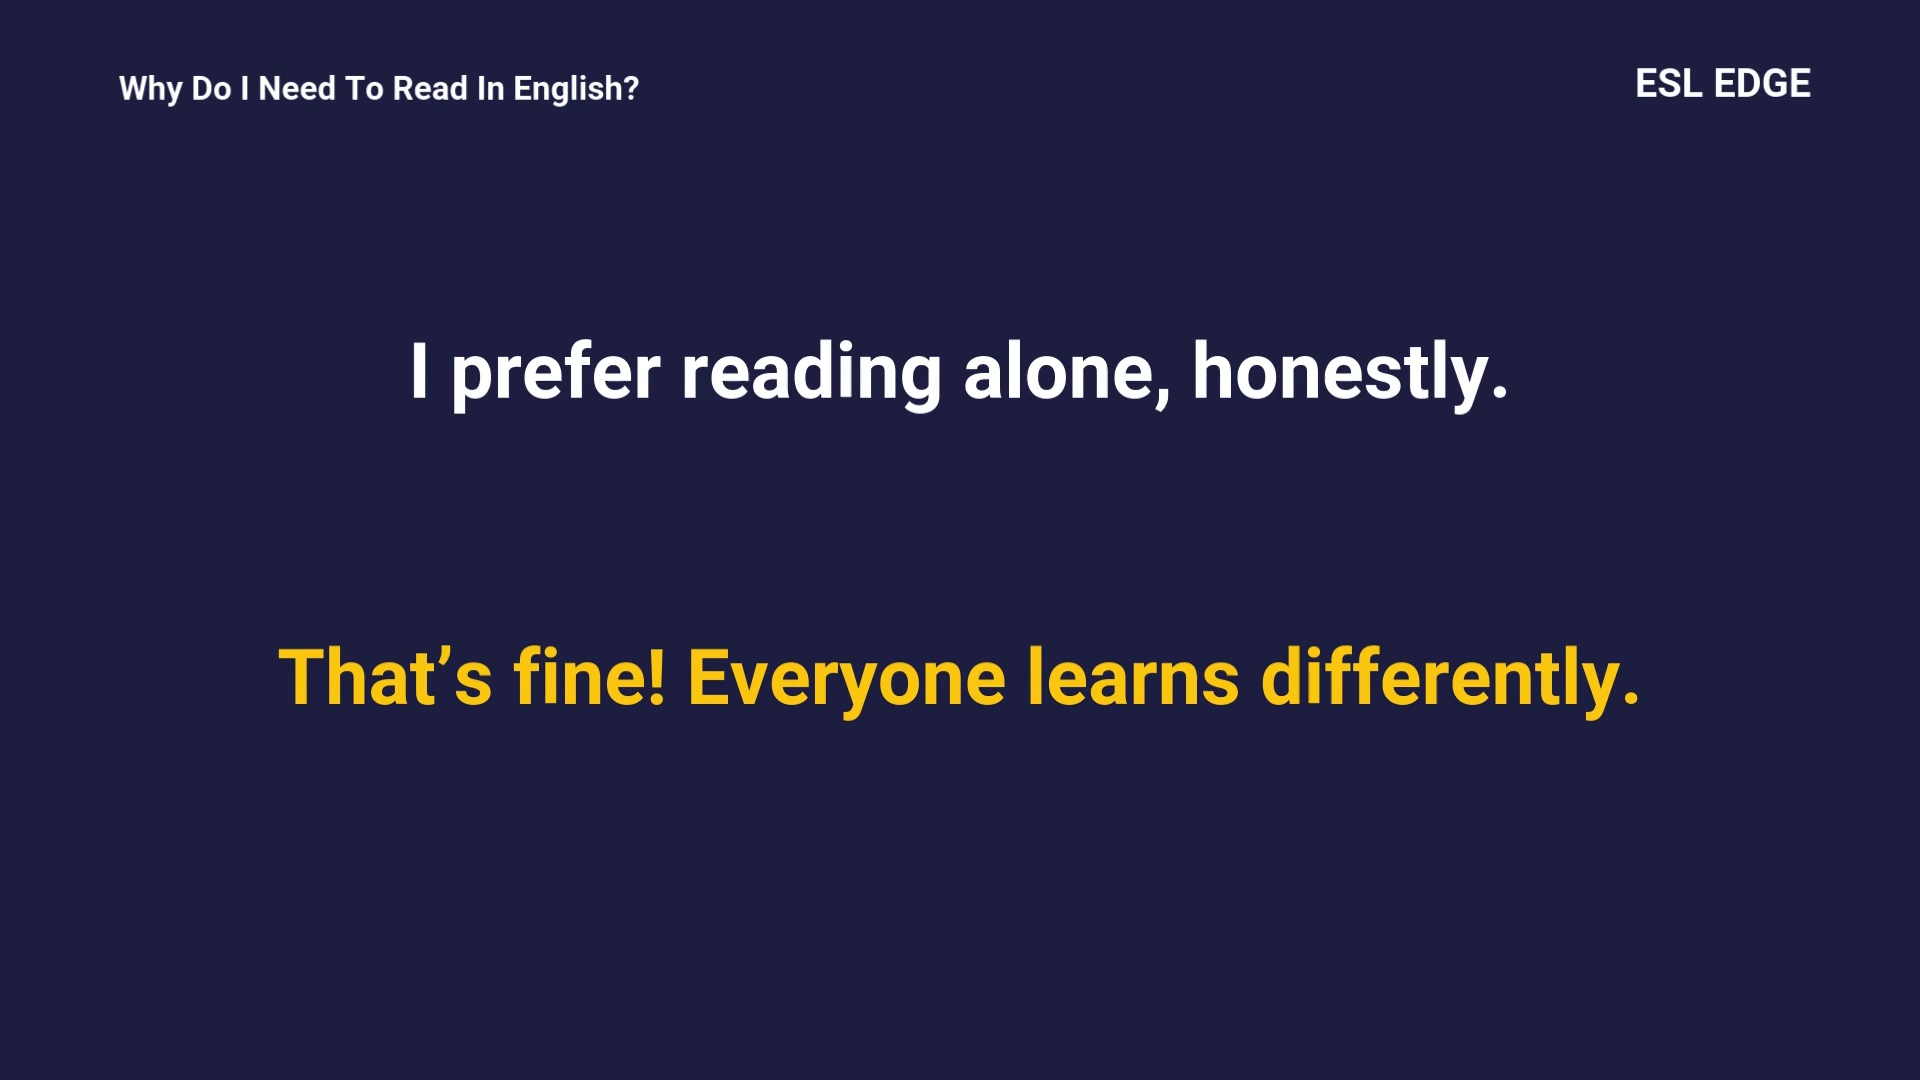 Why Do I Need To Read In English?
ESL EDGE
I prefer reading alone, honestly.
That’s fine! Everyone learns differently.